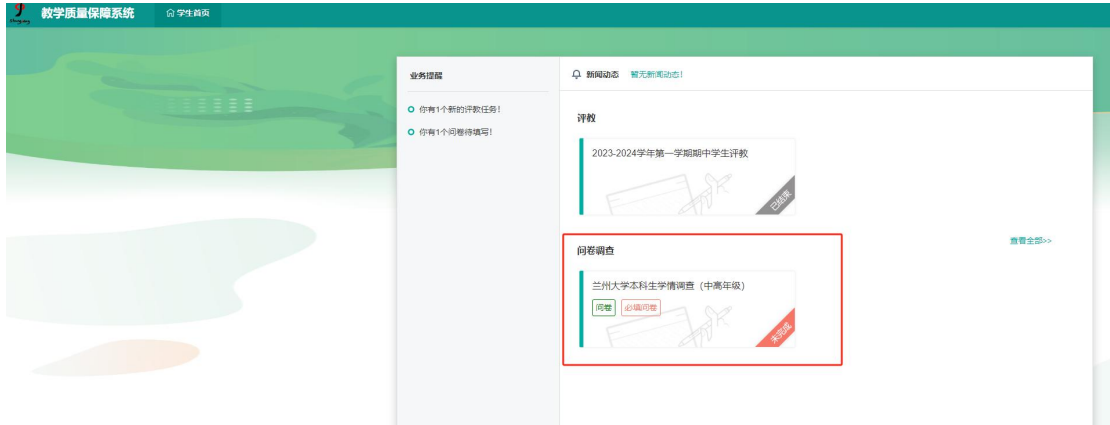 教学质量保障系统
学生首页
业务提醒
你有1个新的评教任务！
你有1个问卷待填写！
新闻动态 暂无新闻动态！
评教
2023-2024学年第一学期期中学生评教
已结束
查看全部>>
问卷调查
兰州大学本科生学情调查（中高年级）
问卷 必填问卷
未完成